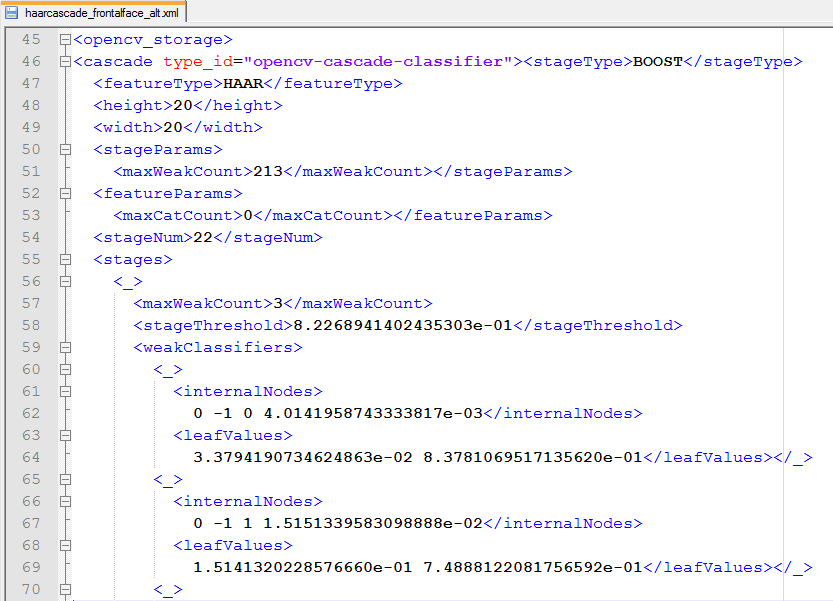 haarcascade_frontalface_alt.xml
45 <opencv_storage>
46 <cascade type_id="opencv-cascade-classifier"><stageType>BOOST</stageType>
47 <featureType>HAAR</featureType>
48 <height>20</height>
49 <width>20</width>
50 <stageParams>
51 <maxWeakCount>213</maxWeakCount></stageParams>
52 <featureParams>
53 <maxCatCount>0</maxCatCount></featureParams>
54 <stageNum>22</stageNum>
55 <stages>
56 <_>
57 <maxWeakCount>3</maxWeakCount>
58 <stageThreshold>8.2268941402435303e-01</stageThreshold>
59 <weakClassifiers>
60 <_>
61 <internalNodes>
62 0 -1 0 4.0141958743333817e-03</internalNodes>
63 <leafValues>
64 3.3794190734624863e-02 8.3781069517135620e-01</leafValues></_>
65 <_>
66 <internalNodes>
67 0 -1 1 1.5151339583098888e-02</internalNodes>
68 <leafValues>
69 1.5141320228576660e-01 7.4888122081756592e-01</leafValues></_>
70 <_>